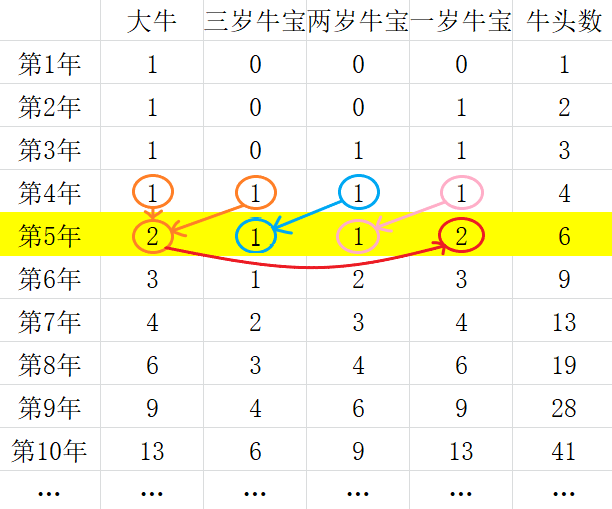 大牛 三岁牛宝 两岁牛宝 一岁牛宝 牛头数
第1年 1 0 0 0 1
第2年 1 0 0 1 2
第3年 1 0 1 1 3
第4年 1 1 1 1 4
第5年 2 1 1 2 6
第6年 3 1 2 3 9
第7年 4 2 3 4 13
第8年 6 3 4 6 19
第9年 9 4 6 9 28
第10年 13 6 9 13 41
... ... ... ... ... ...